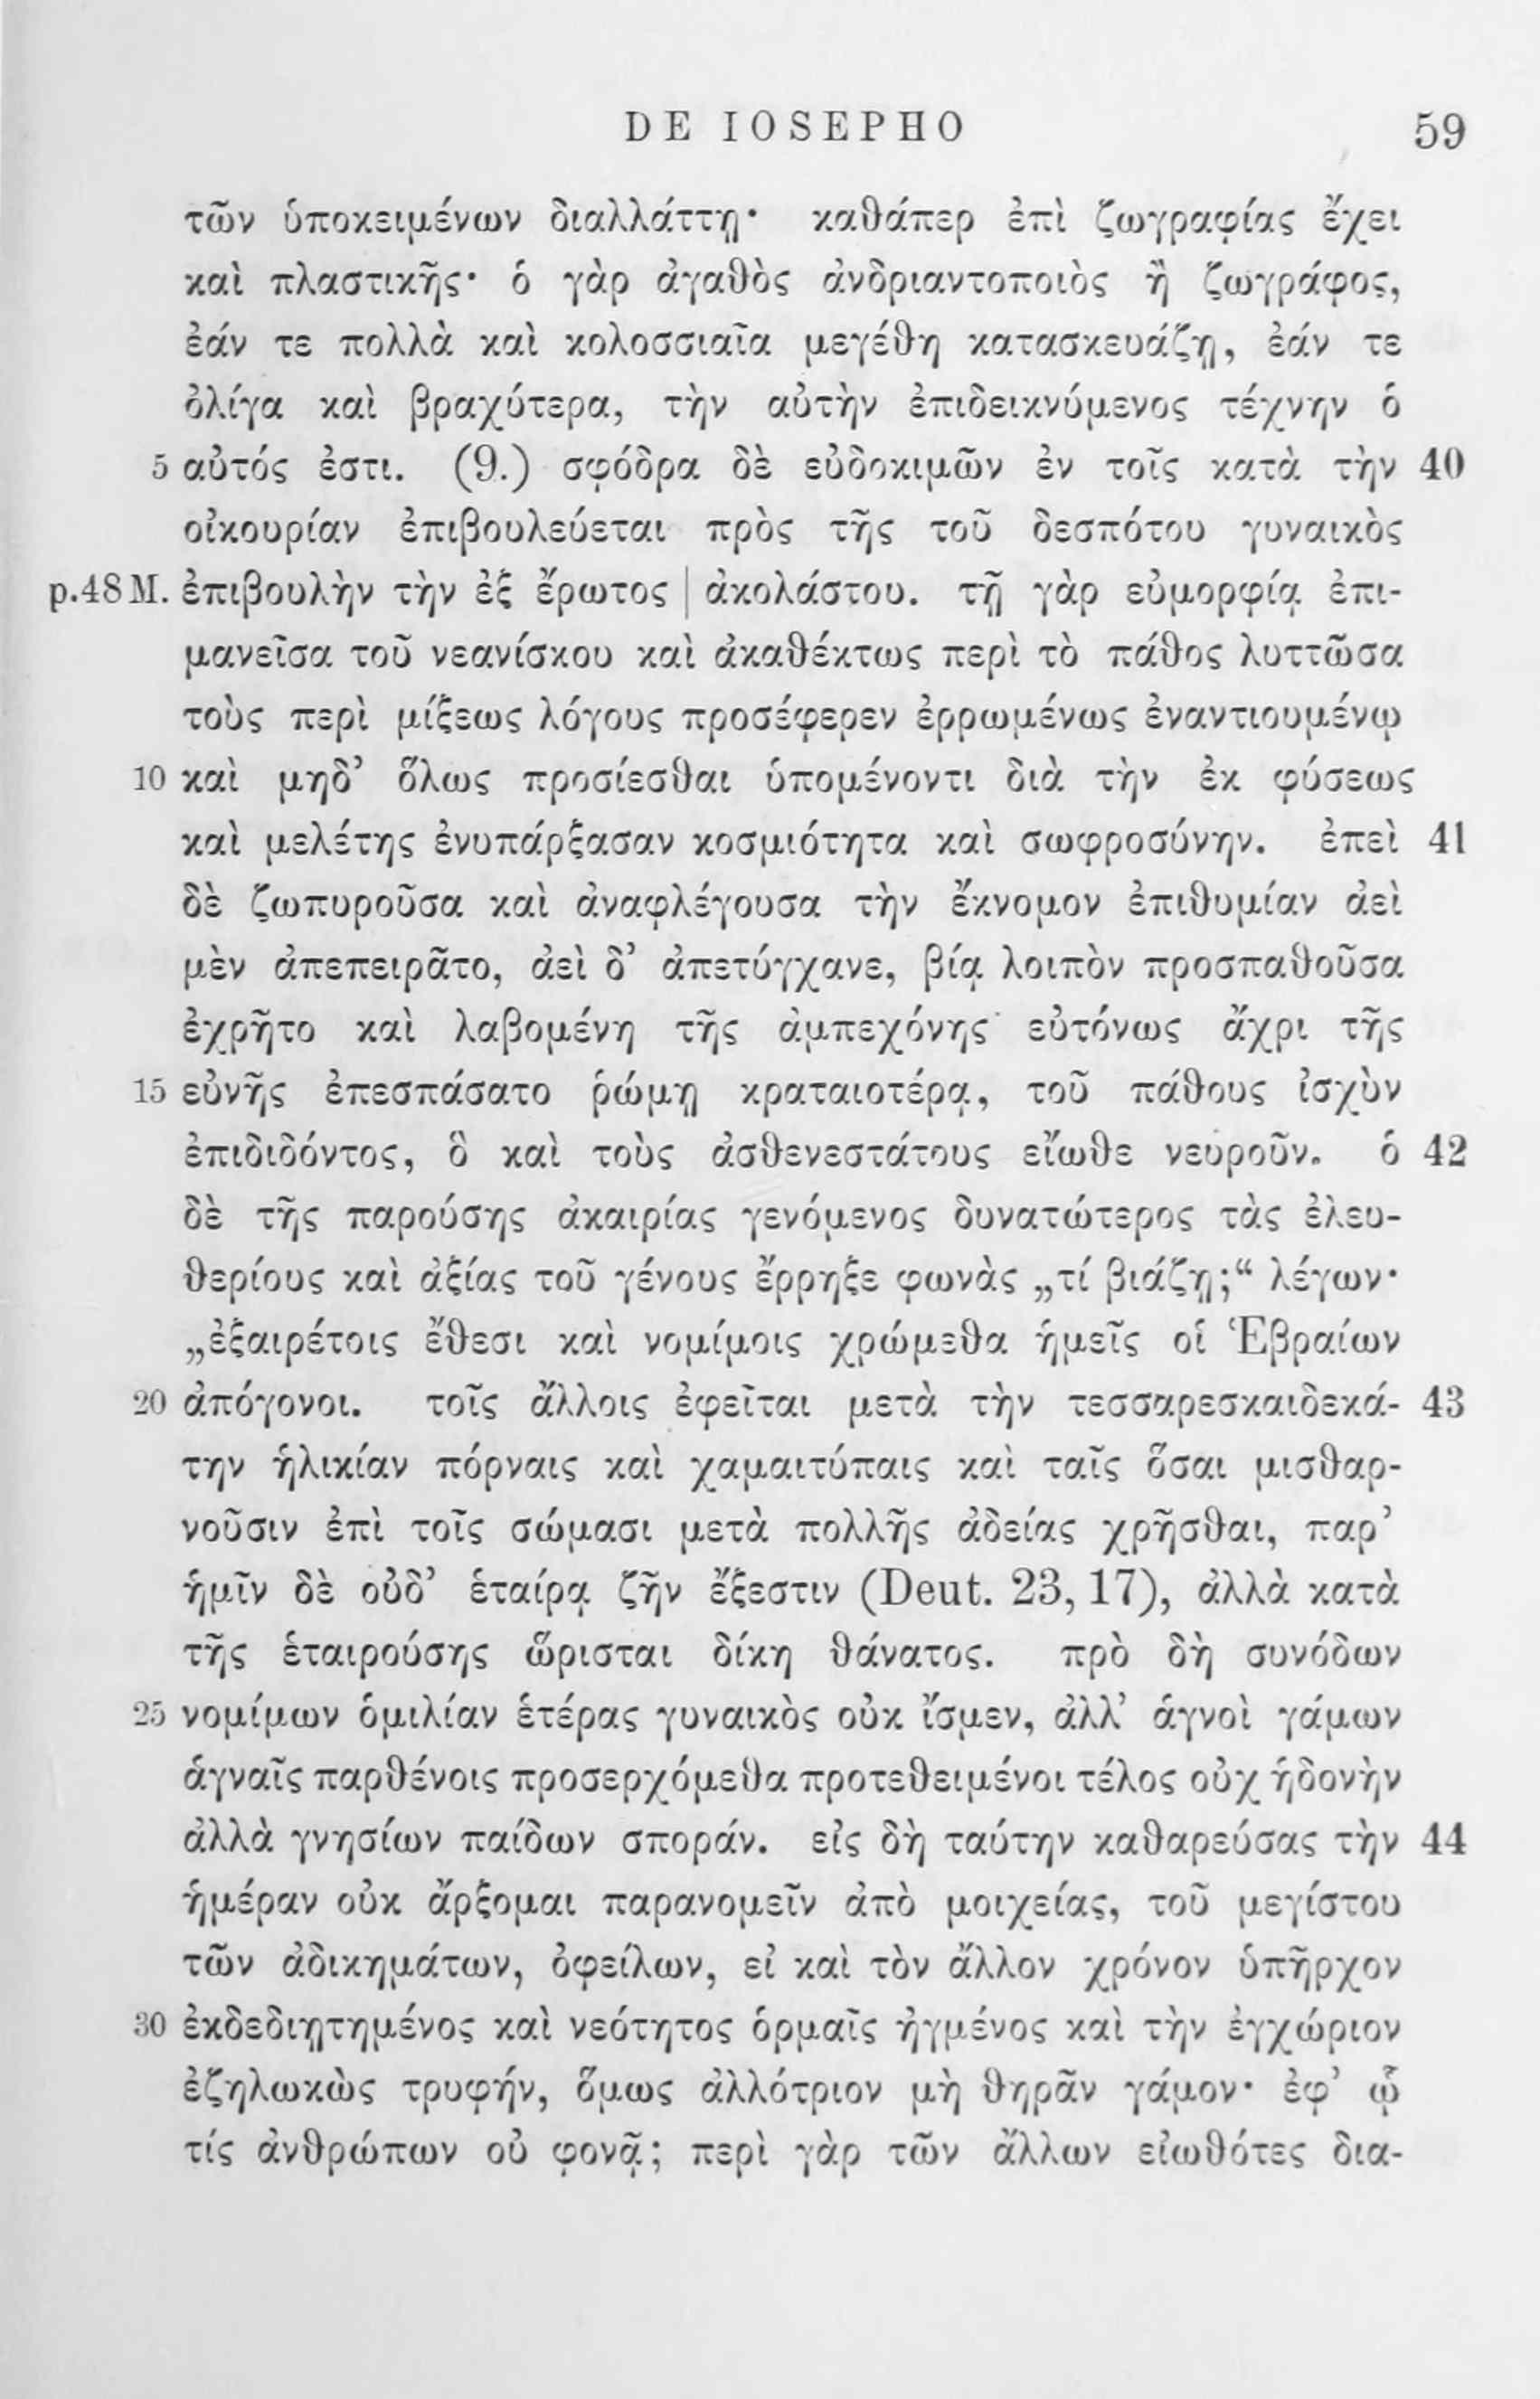 DE IOSEPHO 59
τῶν ὑποκειμένων διαλλάττῃ· καθάπερ ἐπὶ ζωγραφίας ἔχει
καὶ πλαστικῆς· ὁ γὰρ ἀγαθὸς ἀνδριαντοποιὸς ἢ ζωγράφος,
ἐάν τε πολλὰ καὶ κολοσσιαῖα μεγέθη κατασκευάζῃ, ἐάν τε
ὀλίγα καὶ βραχύτερα, τὴν αὐτὴν ἐπιδεικνύμενος τέχνην ὁ
5 αὐτός ἐστι. (9.) σφόδρα δὲ εὐδοκιμῶν ἐν τοῖς κατὰ τὴν 40
οἰκουρίαν ἐπιβουλεύεται πρὸς τῆς τοῦ δεσπότου γυναικὸς
p.48 M. ἐπιβουλὴν τὴν ἐξ ἔρωτος | ἀκολάστου. τῇ γὰρ εὐμορφίᾳ ἐπι-
μανεῖσα τοῦ νεανίσκου καὶ ἀκαθέκτως περὶ τὸ πάθος λυττῶσα
τοὺς περὶ μίξεως λόγους προσέφερεν ἐρρωμένως ἐναντιουμένῳ
10 καὶ μηδ’ ὅλως προσίεσθαι ὑπομένοντι διὰ τὴν ἐκ φύσεως
καὶ μελέτης ἐνυπάρξασαν κοσμιότητα καὶ σωφροσύνην. ἐπεὶ 41
δὲ ζωπυροῦσα καὶ ἀναφλέγουσα τὴν ἔκνομον ἐπιθυμίαν ἀεὶ
μὲν ἀπεπειρᾶτο, ἀεὶ δ’ ἀπετύγχανε, βίᾳ λοιπὸν προσπαθοῦσα
ἐχρῆτο καὶ λαβομένη τῆς ἀμπεχόνης εὐτόνως ἄχρι τῆς
15 εὐνῆς ἐπεσπάσατο ῥώμῃ κραταιοτέρᾳ, τοῦ πάθους ἰσχὺν
ἐπιδιδόντος, ὃ καὶ τοὺς ἀσθενεστάτους εἴωθε νευροῦν. ὁ 42
δὲ τῆς παρούσης ἀκαιρίας γενόμενος δυνατώτερος τὰς ἐλευ-
θερίους καὶ ἀξίας τοῦ γένους ἔρρηξε φωνὰς „τί βιάζῃ;“ λέγων·
„ἐξαιρέτοις ἔθεσι καὶ νομίμοις χρώμεθα ἡμεῖς οἱ Ἑβραίων
20 ἀπόγονοι. τοῖς ἄλλοις ἐφεῖται μετὰ τὴν τεσσαρεσκαιδεκά- 43
την ἡλικίαν πόρναις καὶ χαμαιτύπαις καὶ ταῖς ὅσαι μισθαρ-
νοῦσιν ἐπὶ τοῖς σώμασι μετὰ πολλῆς ἀδείας χρῆσθαι, παρ’
ἡμῖν δὲ οὐδ’ ἑταίρᾳ ζῆν ἔξεστιν (Deut. 23, 17), ἀλλὰ κατὰ
τῆς ἑταιρούσης ὥρισται δίκη θάνατος. πρὸ δὴ συνόδων
25 νομίμων ὁμιλίαν ἑτέρας γυναικὸς οὐκ ἴσμεν, ἀλλ’ ἁγνοὶ γάμων
ἁγναῖς παρθένοις προσερχόμεθα προτεθειμένοι τέλος οὐχ ἡδονὴν
ἀλλὰ γνησίων παίδων σποράν. εἰς δὴ ταύτην καθαρεύσας τὴν 44
ἡμέραν οὐκ ἄρξομαι παρανομεῖν ἀπὸ μοιχείας, τοῦ μεγίστου
τῶν ἀδικημάτων, ὀφείλων, εἰ καὶ τὸν ἄλλον χρόνον ὑπῆρχον
30 ἐκδεδιῃτημένος καὶ νεότητος ὁρμαῖς ἠγμένος καὶ τὴν ἐγχώριον
ἐζηλωκὼς τρυφήν, ὅμως ἀλλότριον μὴ θηρᾶν γάμον· ἐφ’ ᾧ
τίς ἀνθρώπων οὐ φονᾷ; περὶ γὰρ τῶν ἄλλων εἰωθότες δια-